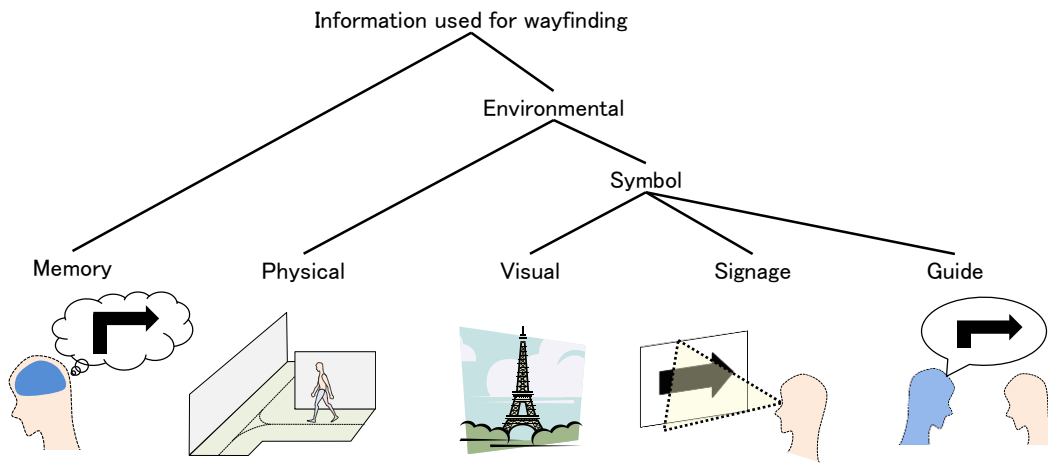 Information used for wayfinding
Environmental
Symbol
Memory
Physical
Visual
Signage
Guide